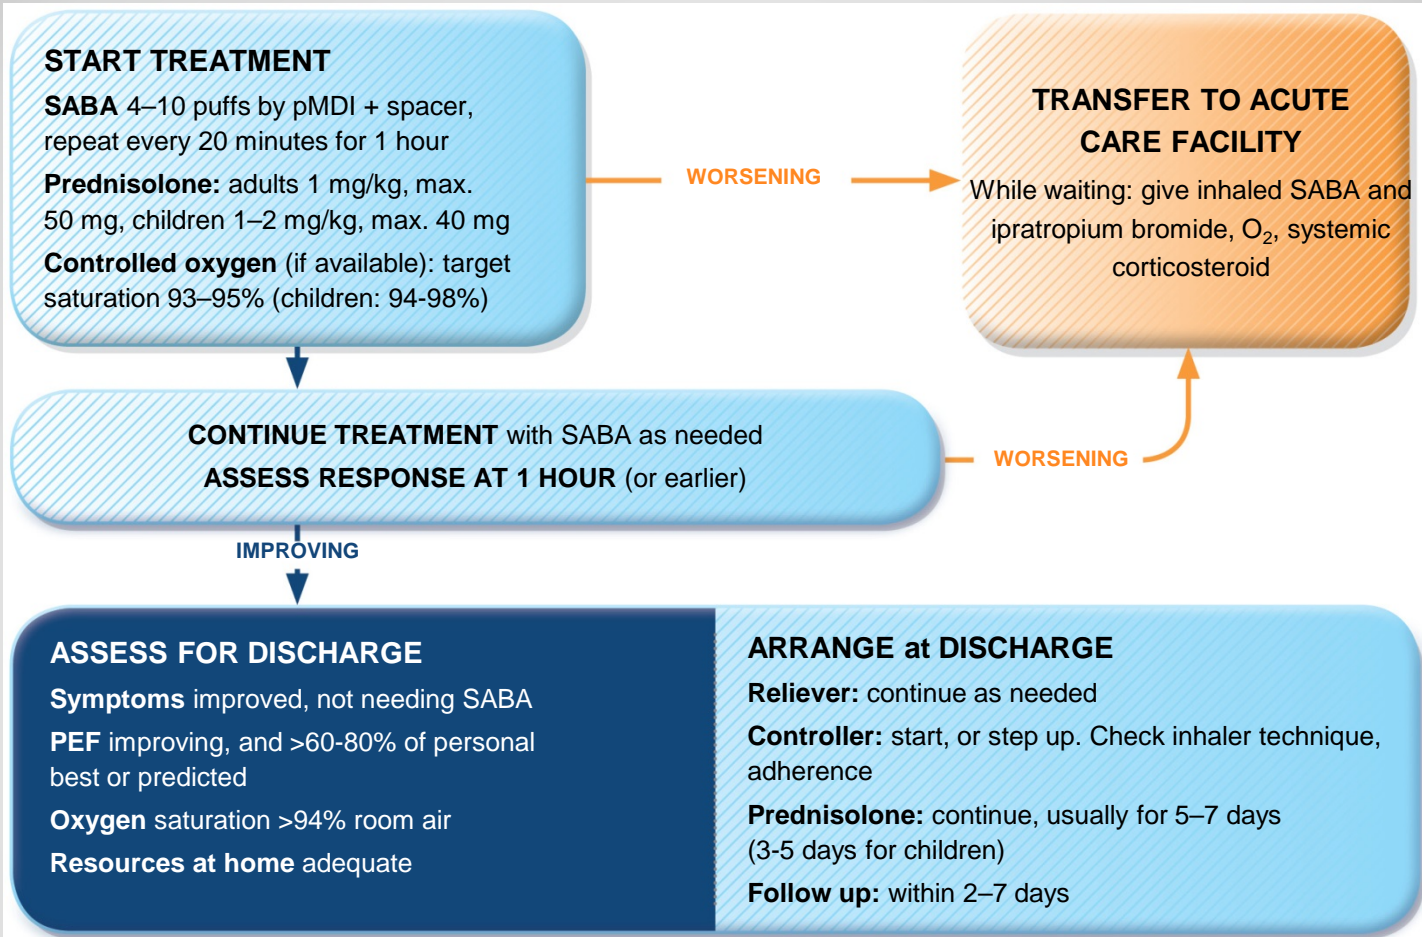 START TREATMENT
SABA 4–10 puffs by pMDI + spacer,
repeat every 20 minutes for 1 hour
Prednisolone: adults 1 mg/kg, max.
50 mg, children 1–2 mg/kg, max. 40 mg
Controlled oxygen (if available): target
saturation 93–95% (children: 94-98%)
WORSENING
TRANSFER TO ACUTE
CARE FACILITY
While waiting: give inhaled SABA and
ipratropium bromide, O2, systemic
corticosteroid
CONTINUE TREATMENT with SABA as needed
ASSESS RESPONSE AT 1 HOUR (or earlier)
WORSENING
IMPROVING
ASSESS FOR DISCHARGE
Symptoms improved, not needing SABA
PEF improving, and >60-80% of personal
best or predicted
Oxygen saturation >94% room air
Resources at home adequate
ARRANGE at DISCHARGE
Reliever: continue as needed
Controller: start, or step up. Check inhaler technique,
adherence
Prednisolone: continue, usually for 5–7 days
(3-5 days for children)
Follow up: within 2–7 days